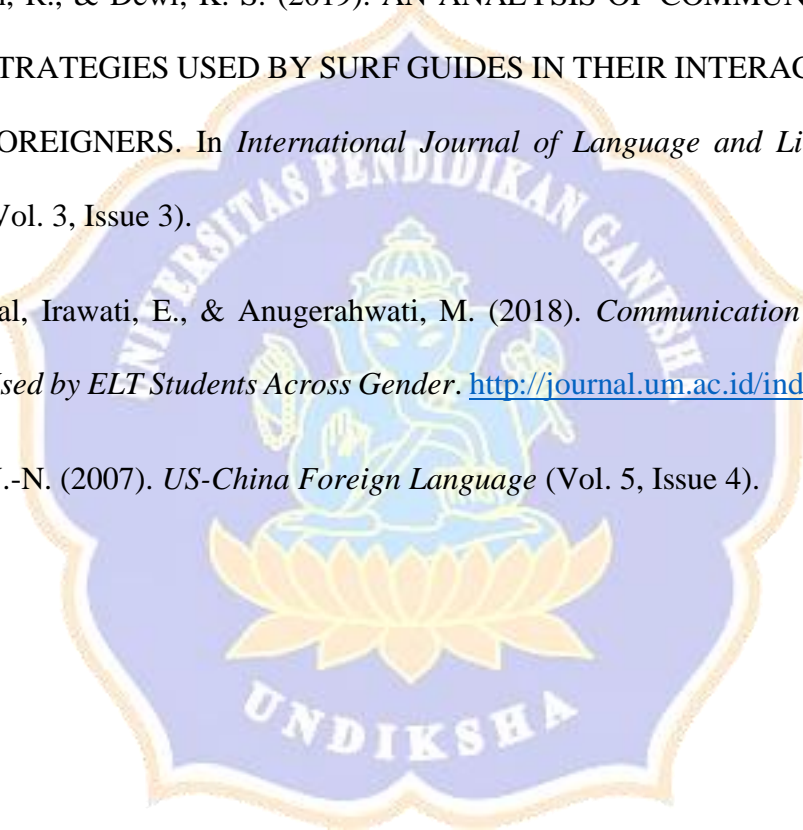 R., & Dewi, K. S. (2019). AN ANALYSIS OF COMMUN
TRATEGIES USED BY SURF GUIDES IN THEIR INTERAC
OREIGNERS. In International Journal of Language and Li
Vol. 3, Issue 3).
al, Irawati, E., & Anugerahwati, M. (2018). Communication
sed by ELT Students Across Gender. http://journal.um.ac.id/ind
.-N. (2007). US-China Foreign Language (Vol. 5, Issue 4).
UNIVERSITAS PENDIDIKAN GANESHA
UNDIKSHA